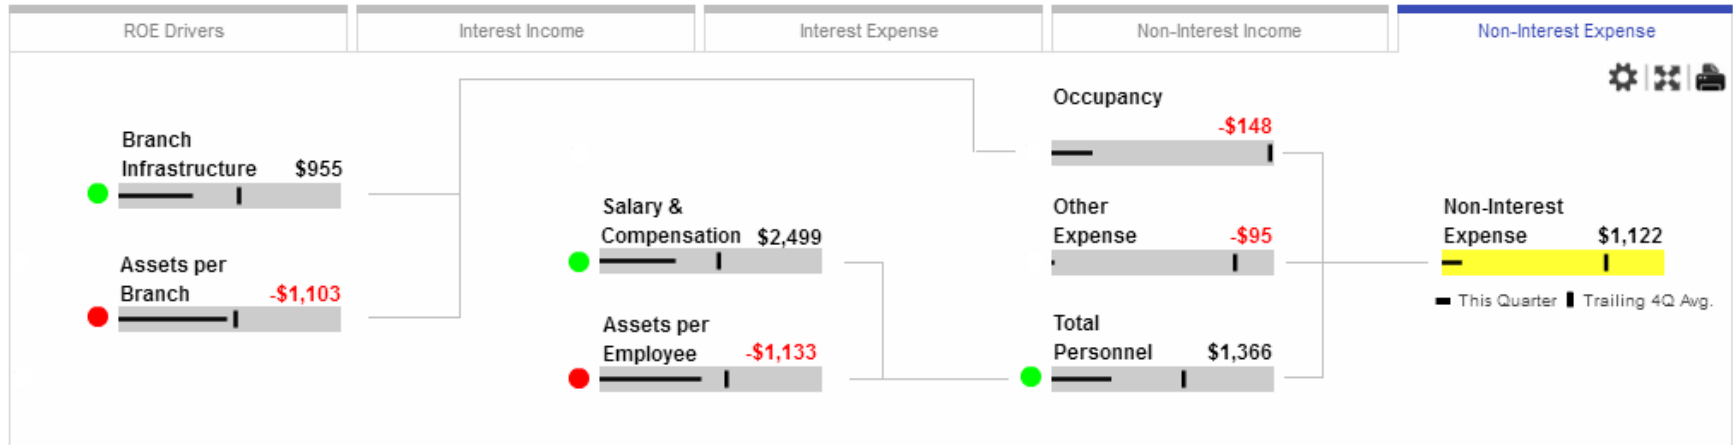 ROE Drivers
Interest Income
Interest Expense
Non-Interest Income
Non-Interest Expense
Branch
Infrastructure $955
Assets per
Branch -$1,103
Salary &
Compensation $2,499
Assets per
Employee -$1,133
Occupancy
-$148
Other
Expense -$95
Total
Personnel $1,366
Non-Interest
Expense $1,122
This Quarter Trailing 4Q Avg.